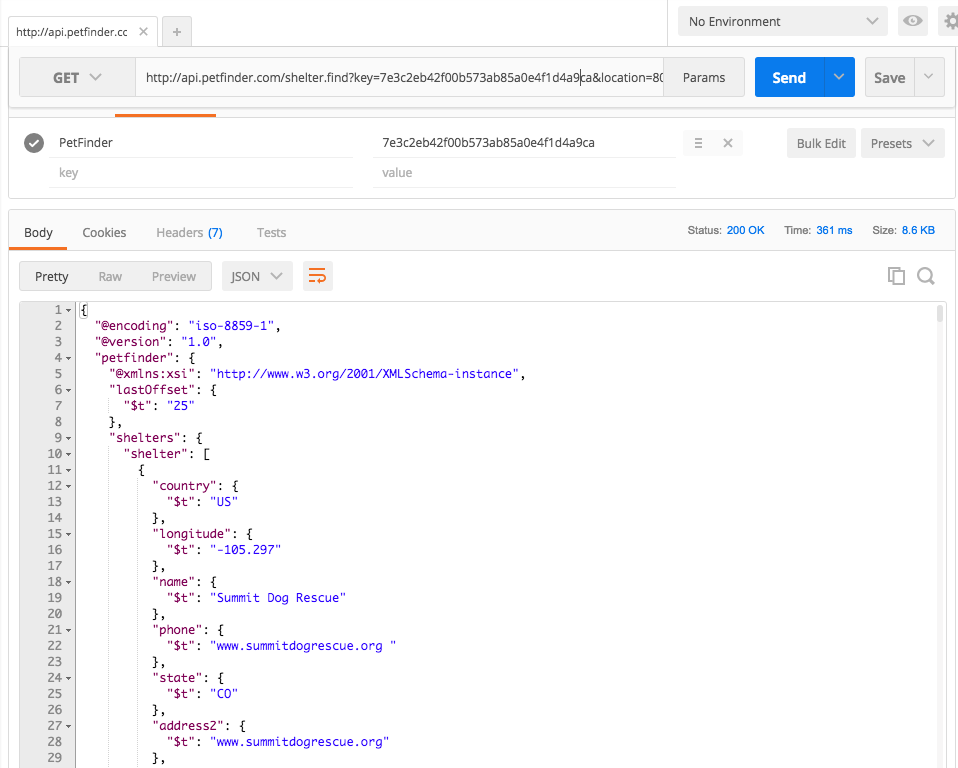 http://api.petfinder.cc × + No Environment
GET http://api.petfinder.com/shelter.find?key=7e3c2eb42f00b573ab85a0e4f1d4a9ca&location=80 Params Send Save
PetFinder 7e3c2eb42f00b573ab85a0e4f1d4a9ca Bulk Edit Presets
key value
Body Cookies Headers (7) Tests Status: 200 OK Time: 361 ms Size: 8.6 KB
Pretty Raw Preview JSON
1 {
2 "@encoding": "iso-8859-1",
3 "@version": "1.0",
4 "petfinder": {
5 "@xmlns:xsi": "http://www.w3.org/2001/XMLSchema-instance",
6 "lastOffset": {
7 "$t": "25"
8 },
9 "shelters": {
10 "shelter": [
11 {
12 "country": {
13 "$t": "US"
14 },
15 "longitude": {
16 "$t": "-105.297"
17 },
18 "name": {
19 "$t": "Summit Dog Rescue"
20 },
21 "phone": {
22 "$t": "www.summitdogrescue.org "
23 },
24 "state": {
25 "$t": "CO"
26 },
27 "address2": {
28 "$t": "www.summitdogrescue.org"
29 },